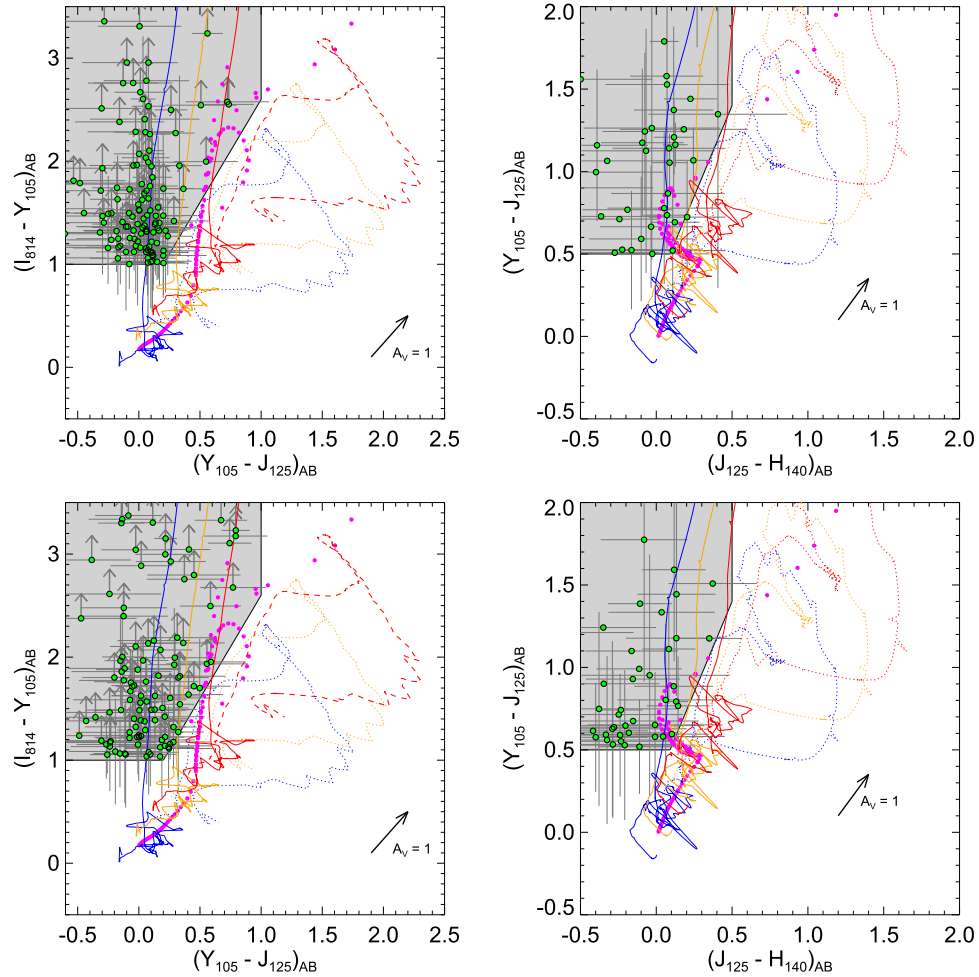 (I814 - Y105)AB
3
2
1
0
-0.5 0.0 0.5 1.0 1.5 2.0 2.5
(Y105 - J125)AB
AV = 1
(Y105 - J125)AB
2.0
1.5
1.0
0.5
0.0
-0.5
-0.5 0.0 0.5 1.0 1.5 2.0
(J125 - H140)AB
AV = 1
(I814 - Y105)AB
3
2
1
0
-0.5 0.0 0.5 1.0 1.5 2.0 2.5
(Y105 - J125)AB
AV = 1
(Y105 - J125)AB
2.0
1.5
1.0
0.5
0.0
-0.5
-0.5 0.0 0.5 1.0 1.5 2.0
(J125 - H140)AB
AV = 1